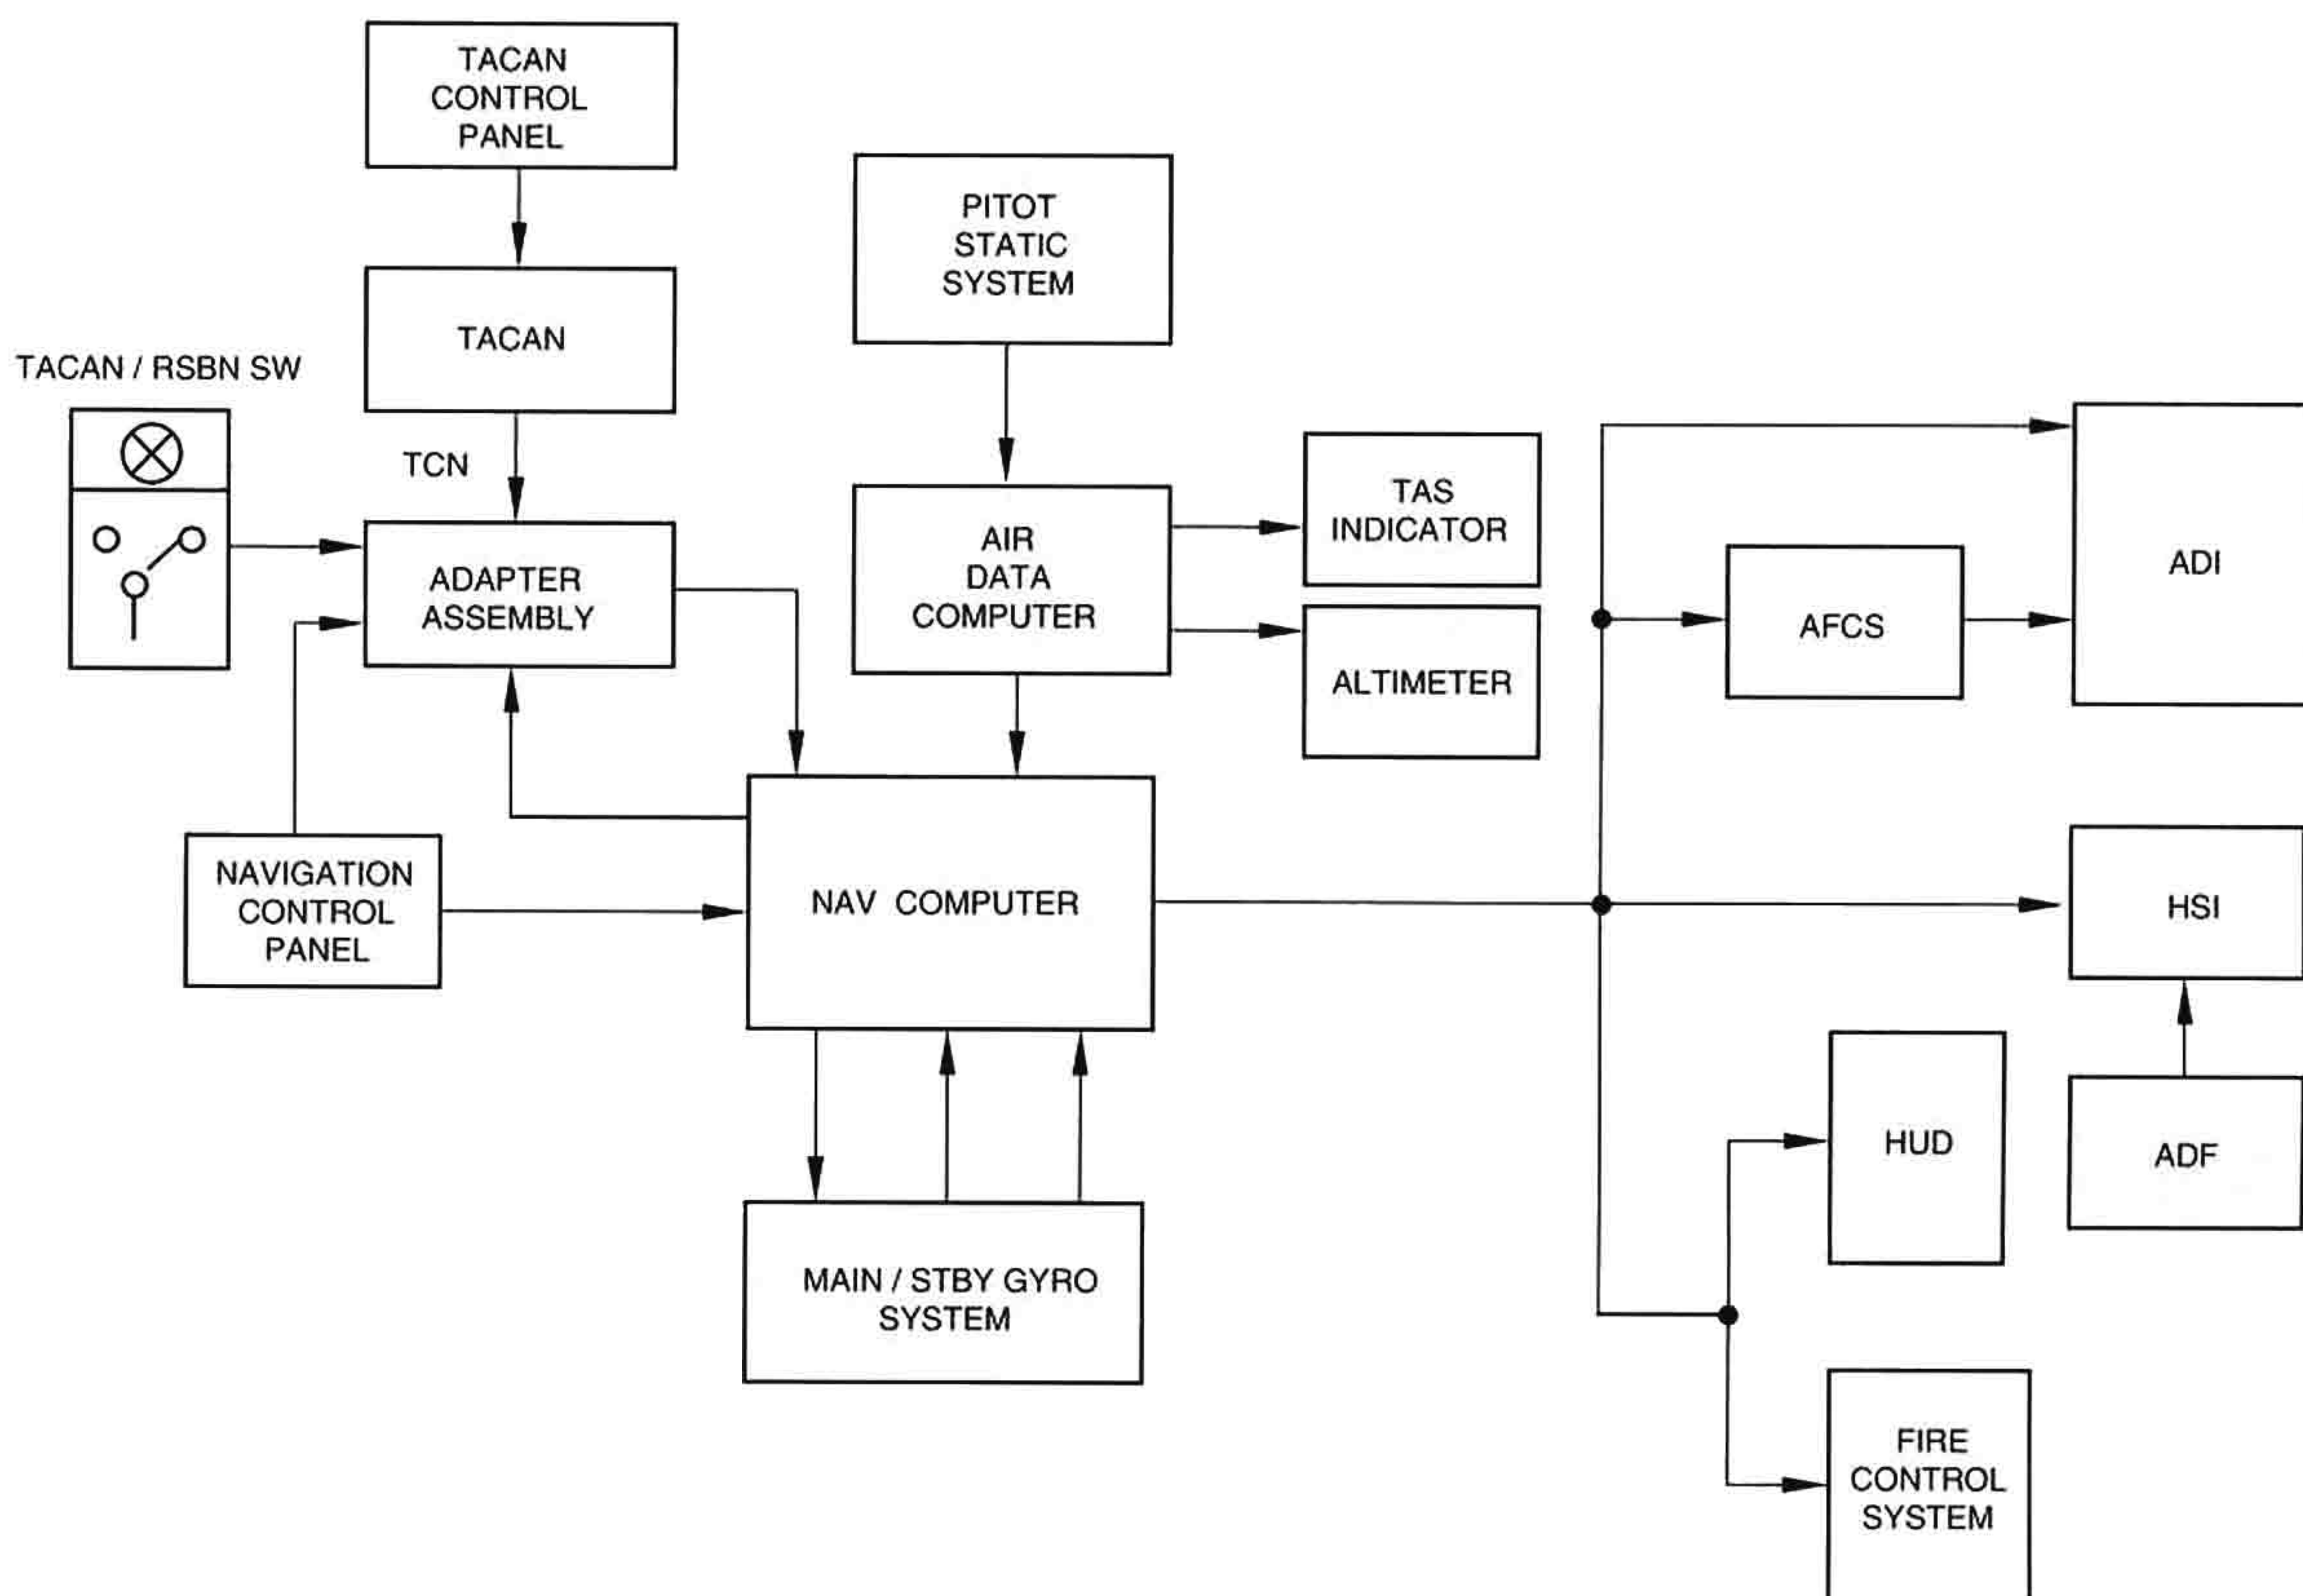 TACAN
CONTROL
PANEL
PITOT
STATIC
SYSTEM
TACAN
TACAN / RSBN SW
TCN
TAS
INDICATOR
AIR
DATA
COMPUTER
ADI
ADAPTER
ASSEMBLY
AFCS
ALTIMETER
NAVIGATION
CONTROL
PANEL
NAV COMPUTER
HSI
HUD
ADF
MAIN / STBY GYRO
SYSTEM
FIRE
CONTROL
SYSTEM